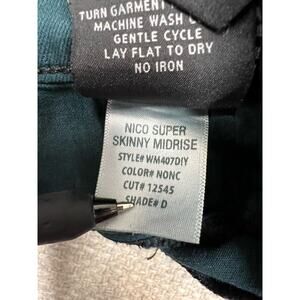 TURN GARMENT
MACHINE WASH C
GENTLE CYCLE
LAY FLAT TO DRY
NO IRON
NICO SUPER
SKINNY MIDRISE
STYLE# WM407DIY
COLOR# NONC
CUT# 12545
SHADE# D